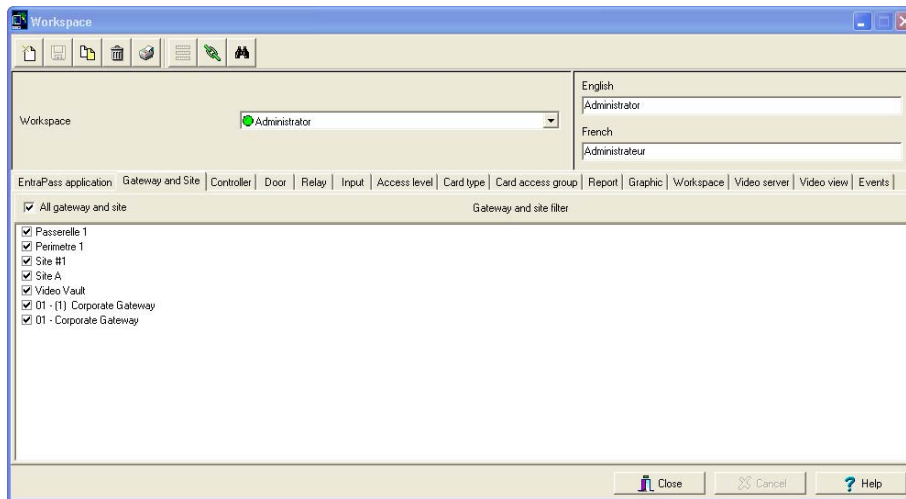 Workspace
English
Administrator
Workspace
Administrator
French
Administrateur
EntraPass application Gateway and Site Controller Door Relay Input Access level Card type Card access group Report Graphic Workspace Video server Video view Events
All gateway and site Gateway and site filter
Passerelle 1
Perimetre 1
Site #1
Site A
Video Vault
01 - (1) Corporate Gateway
01 - Corporate Gateway
Close Cancel Help